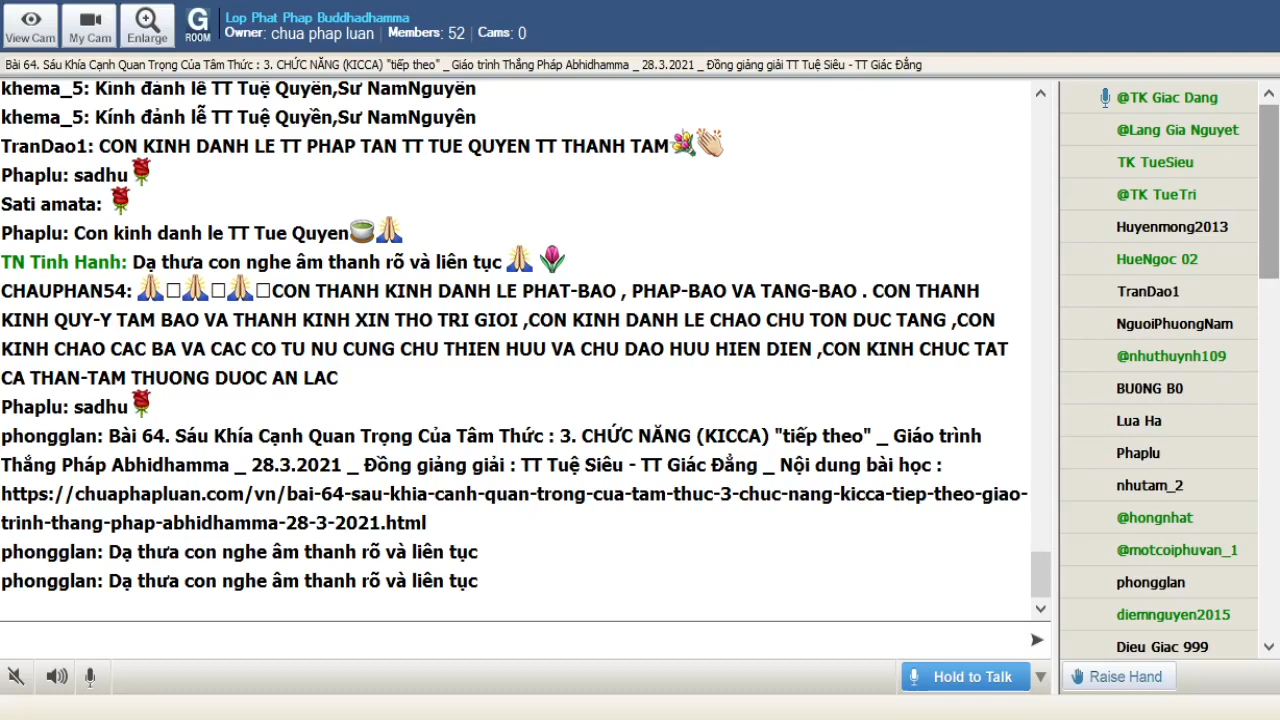 View Cam
My Cam
Enlarge
G
ROOM
Lop Phat Phap Buddhadhamma
Owner: chua phap luan Members: 52 Cams: 0
Bài 64. Sáu Khía Cạnh Quan Trọng Của Tâm Thức : 3. CHỨC NĂNG (KICCA) "tiếp theo" _ Giáo trình Thắng Pháp Abhidhamma _ 28.3.2021 _ Đồng giảng giải TT Tuệ Siêu - TT Giác Đẳng
khema_5: Kính đảnh lễ TT Tuệ Quyền,Sư NamNguyên
khema_5: Kính đảnh lễ TT Tuệ Quyền,Sư NamNguyên
TranDao1: CON KINH DANH LE TT PHAP TAN TT TUE QUYEN TT THANH TAM
Phaplu: sadhu
Sati amata:
Phaplu: Con kinh danh le TT Tue Quyen
TN Tinh Hanh: Dạ thưa con nghe âm thanh rõ và liên tục
CHAUPHAN54: CON THANH KINH DANH LE PHAT-BAO , PHAP-BAO VA TANG-BAO . CON THANH
KINH QUY-Y TAM BAO VA THANH KINH XIN THO TRI GIOI ,CON KINH DANH LE CHAO CHU TON DUC TANG ,CON
KINH CHAO CAC BA VA CAC CO TU NU CUNG CHU THIEN HUU VA CHU DAO HUU HIEN DIEN ,CON KINH CHUC TAT
CA THAN-TAM THUONG DUOC AN LAC
Phaplu: sadhu
phongglan: Bài 64. Sáu Khía Cạnh Quan Trọng Của Tâm Thức : 3. CHỨC NĂNG (KICCA) "tiếp theo" _ Giáo trình
Thắng Pháp Abhidhamma _ 28.3.2021 _ Đồng giảng giải : TT Tuệ Siêu - TT Giác Đẳng _ Nội dung bài học :
https://chuaphapluan.com/vn/bai-64-sau-khia-canh-quan-trong-cua-tam-thuc-3-chuc-nang-kicca-tiep-theo-giao-
trinh-thang-phap-abhidhamma-28-3-2021.html
phongglan: Dạ thưa con nghe âm thanh rõ và liên tục
phongglan: Dạ thưa con nghe âm thanh rõ và liên tục
Hold to Talk
@TK Giac Dang
@Lang Gia Nguyet
TK TueSieu
@TK TueTri
Huyenmong2013
HueNgoc 02
TranDao1
NguoiPhuongNam
@nhuthuynh109
BU0NG B0
Lua Ha
Phaplu
nhutam_2
@hongnhat
@motcoiphuvan_1
phongglan
diemnguyen2015
Dieu Giac 999
Raise Hand